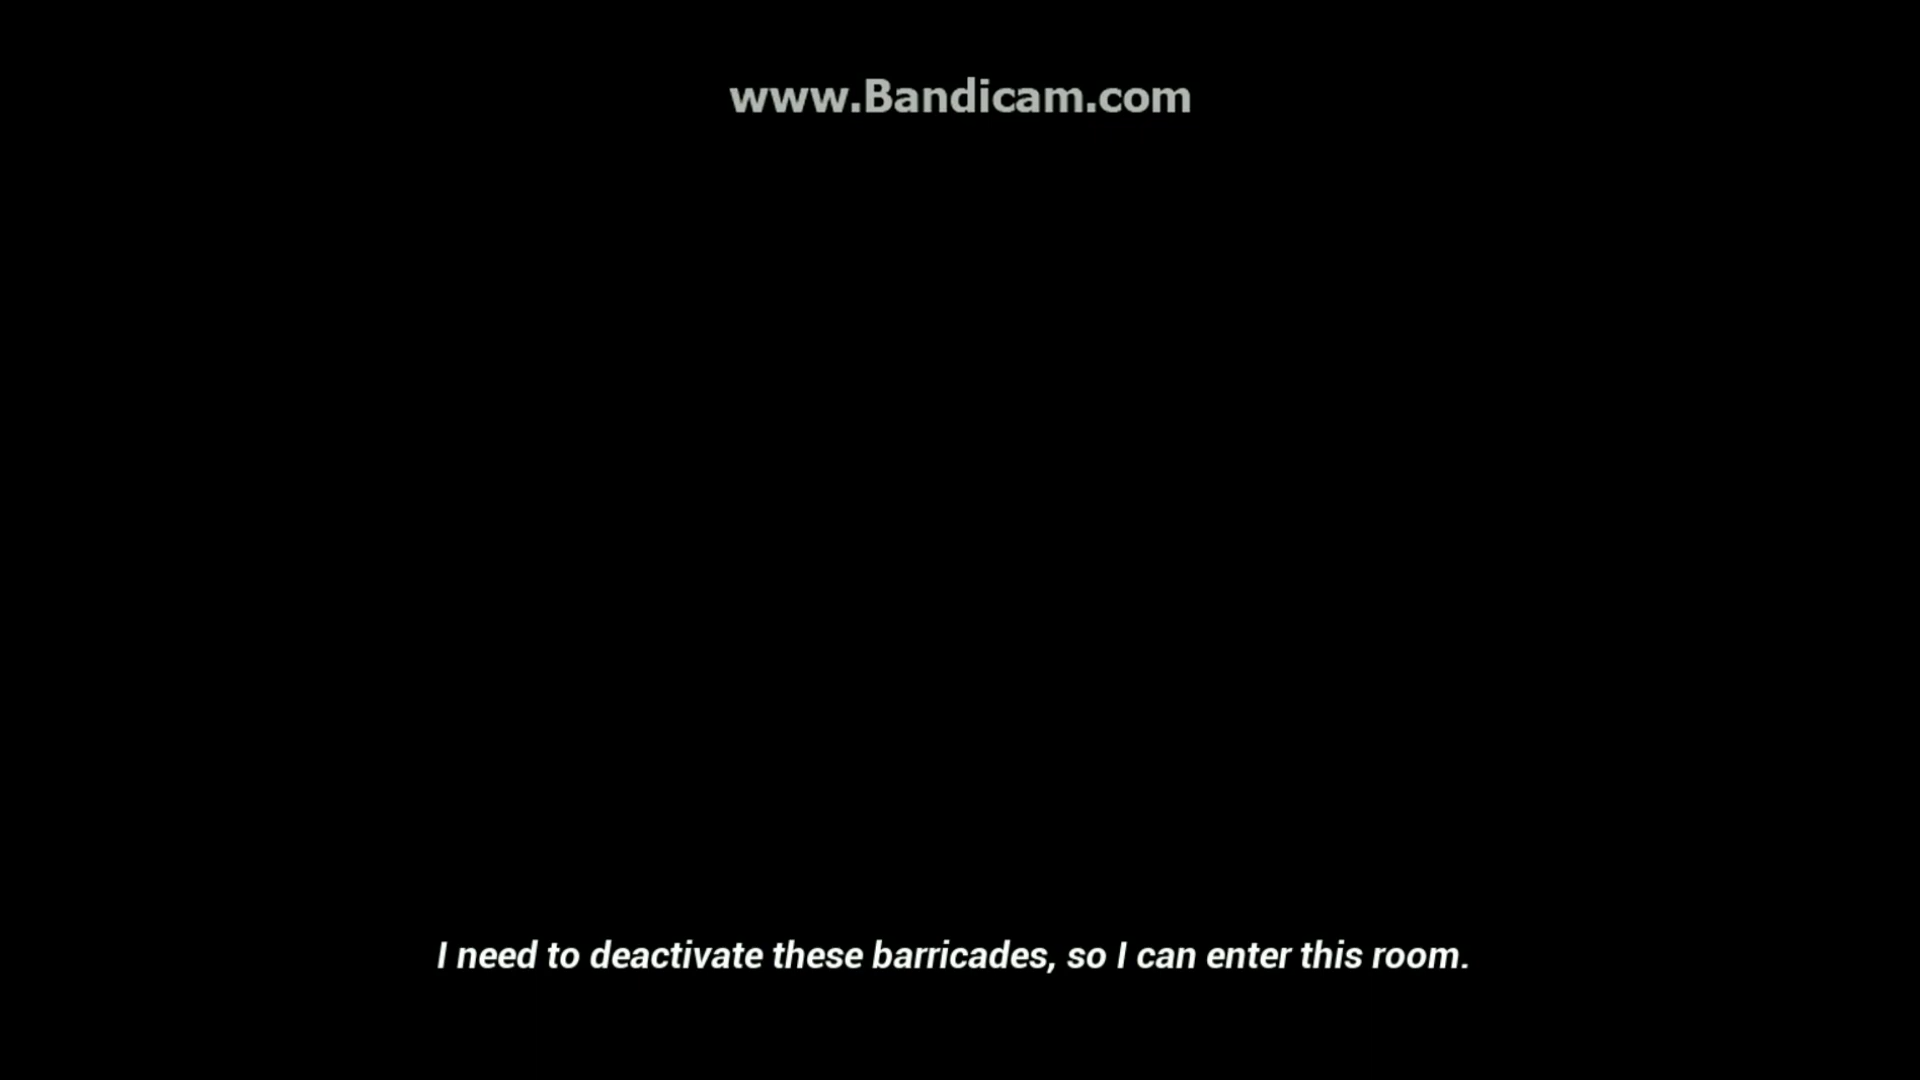 www.Bandicam.com
I need to deactivate these barricades, so I can enter this room.